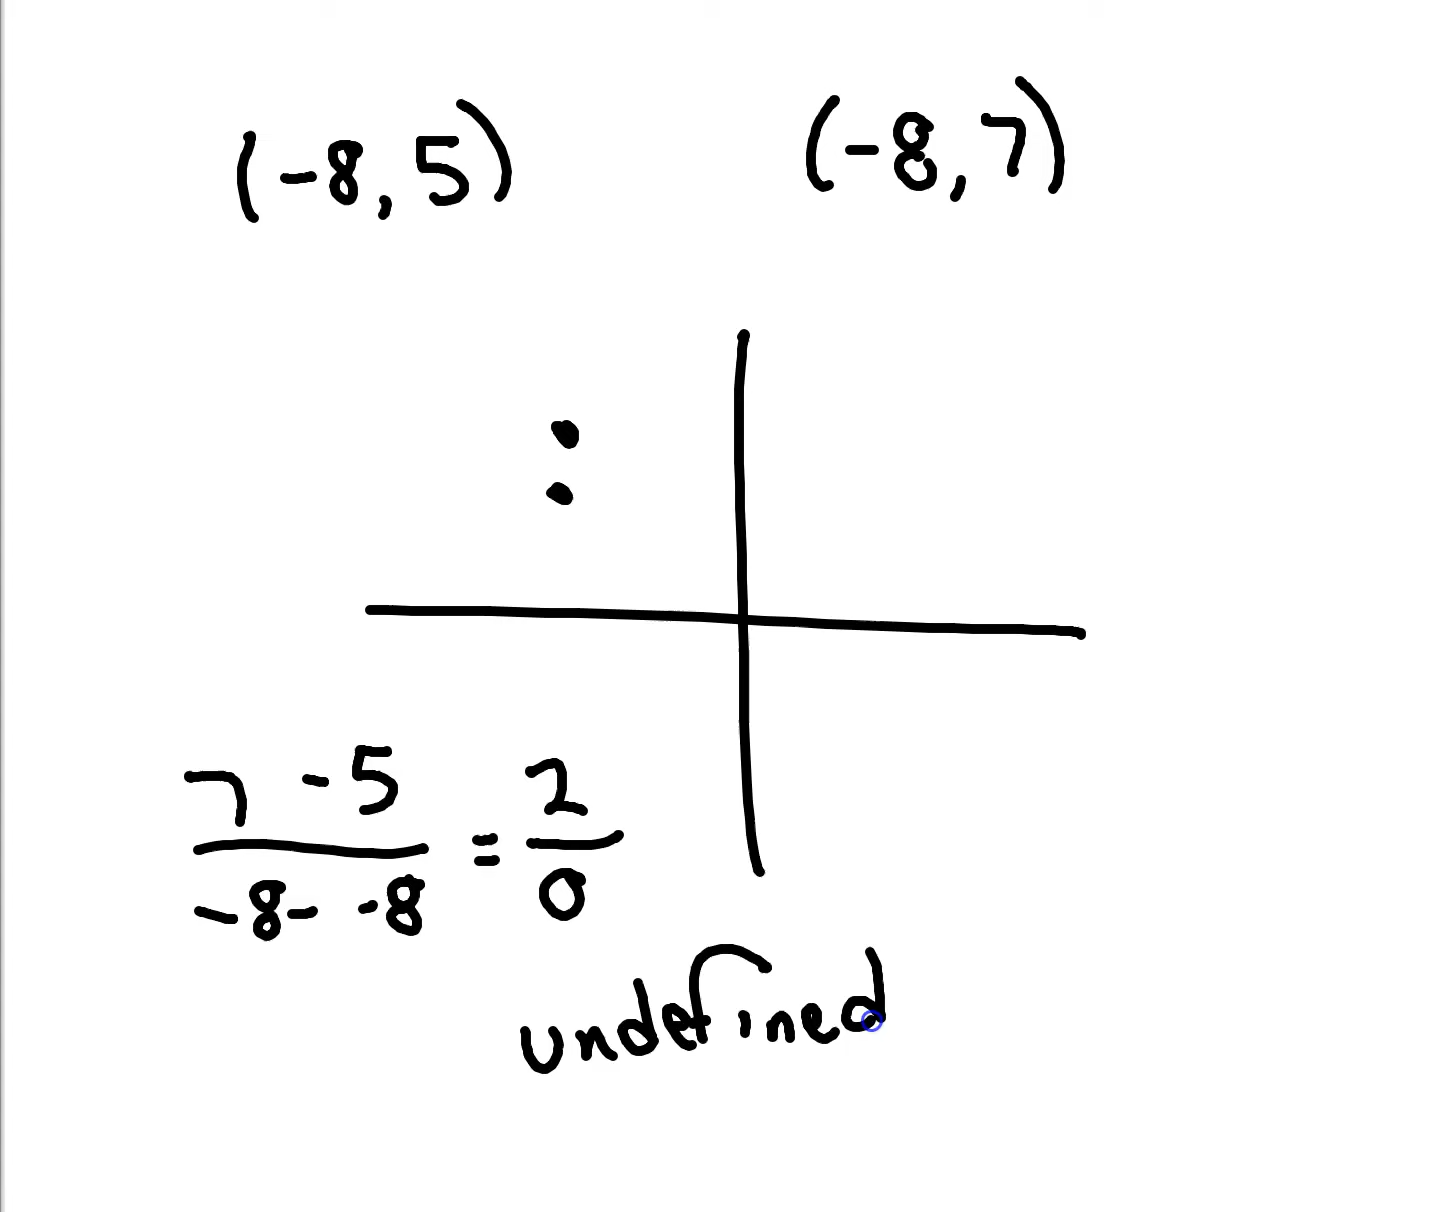 (-8, 5) (-8, 7)
7 - 5
-8- -8
= 2
0
undefined